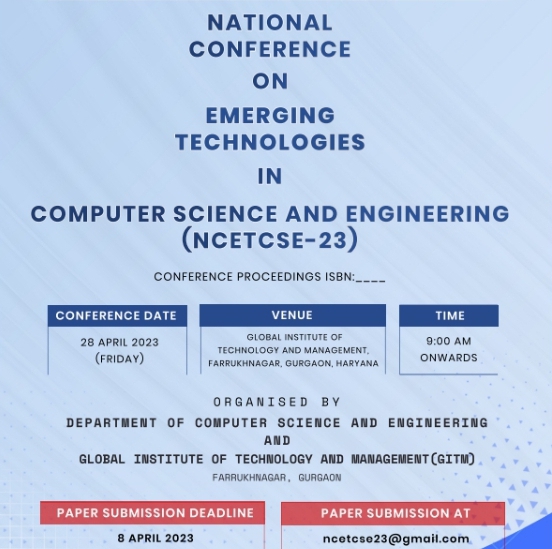 NATIONAL
CONFERENCE
ON
EMERGING
TECHNOLOGIES
IN
COMPUTER SCIENCE AND ENGINEERING
(NCETCSE-23)
CONFERENCE PROCEEDINGS ISBN:____
CONFERENCE DATE
28 APRIL 2023
(FRIDAY)
VENUE
GLOBAL INSTITUTE OF
TECHNOLOGY AND MANAGEMENT,
FARRUKHNAGAR, GURGAON, HARYANA
TIME
9:00 AM
ONWARDS
ORGANISED BY
DEPARTMENT OF COMPUTER SCIENCE AND ENGINEERING
AND
GLOBAL INSTITUTE OF TECHNOLOGY AND MANAGEMENT(GITM)
FARRUKHNAGAR, GURGAON
PAPER SUBMISSION DEADLINE
8 APRIL 2023
PAPER SUBMISSION AT
ncetcse23@gmail.com